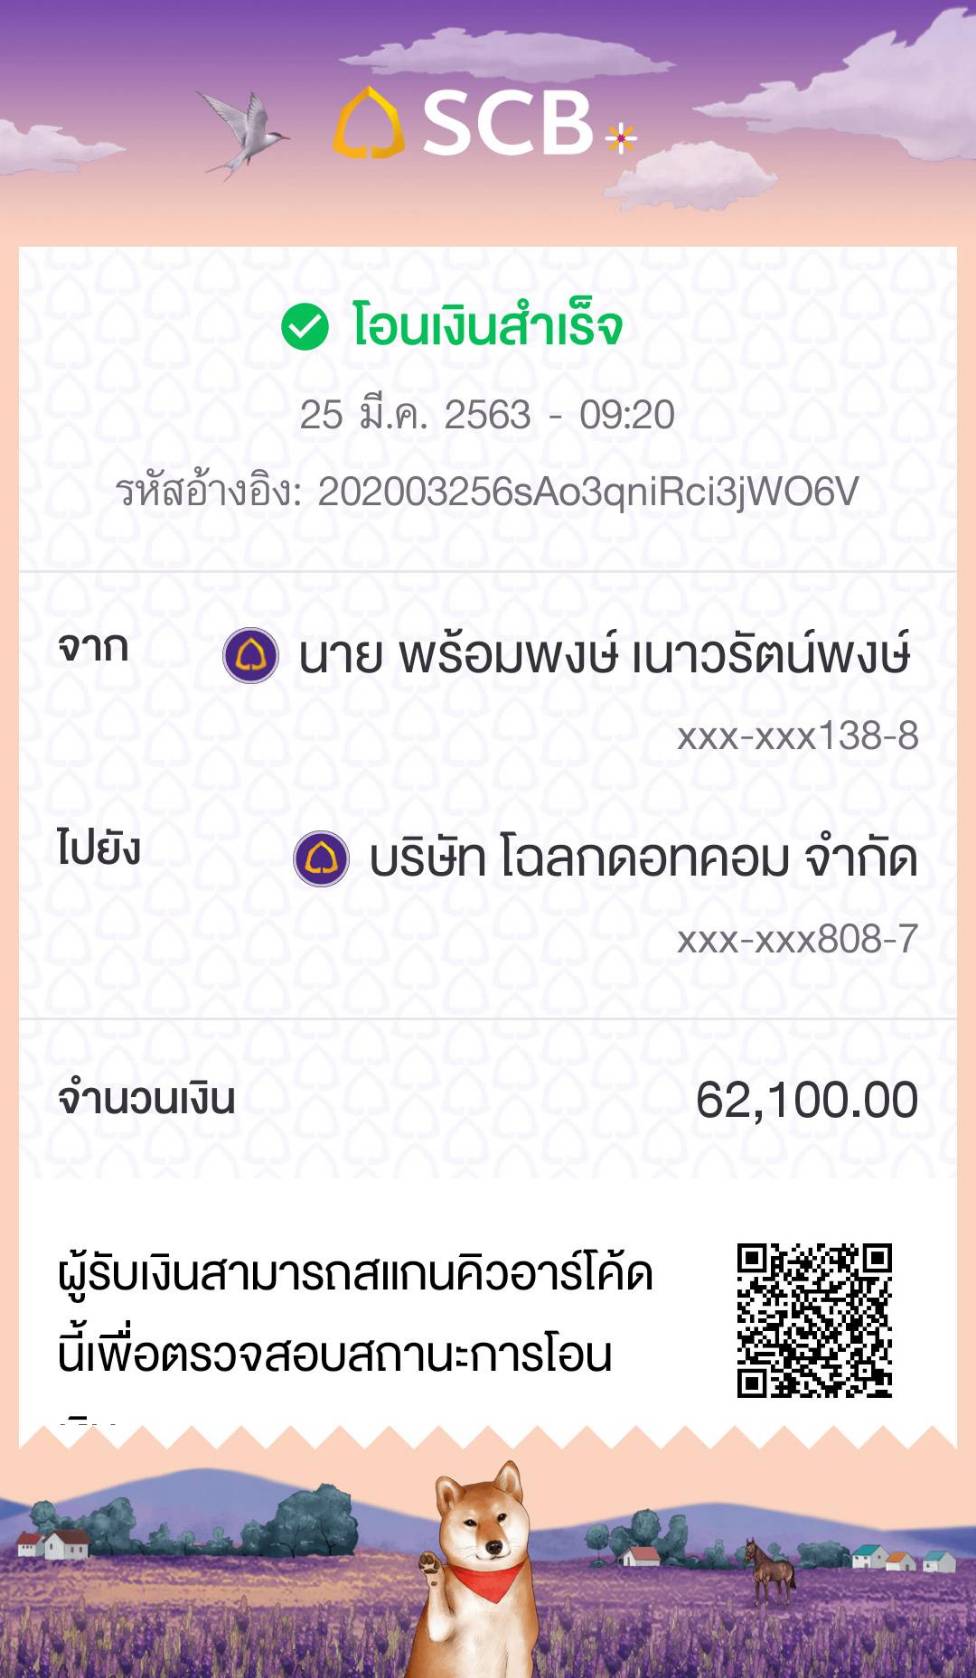 SCB
โอนเงินสำเร็จ
25 มี.ค. 2563 - 09:20
รหัสอ้างอิง: 202003256sAo3qniRci3jWO6V
จาก นาย พร้อมพงษ์ เนาวรัตน์พงษ์
xxx-xxx138-8
ไปยัง บริษัท โฉลกดอทคอม จำกัด
xxx-xxx808-7
จำนวนเงิน 62,100.00
ผู้รับเงินสามารถสแกนคิวอาร์โค้ด
นี้เพื่อตรวจสอบสถานะการโอน